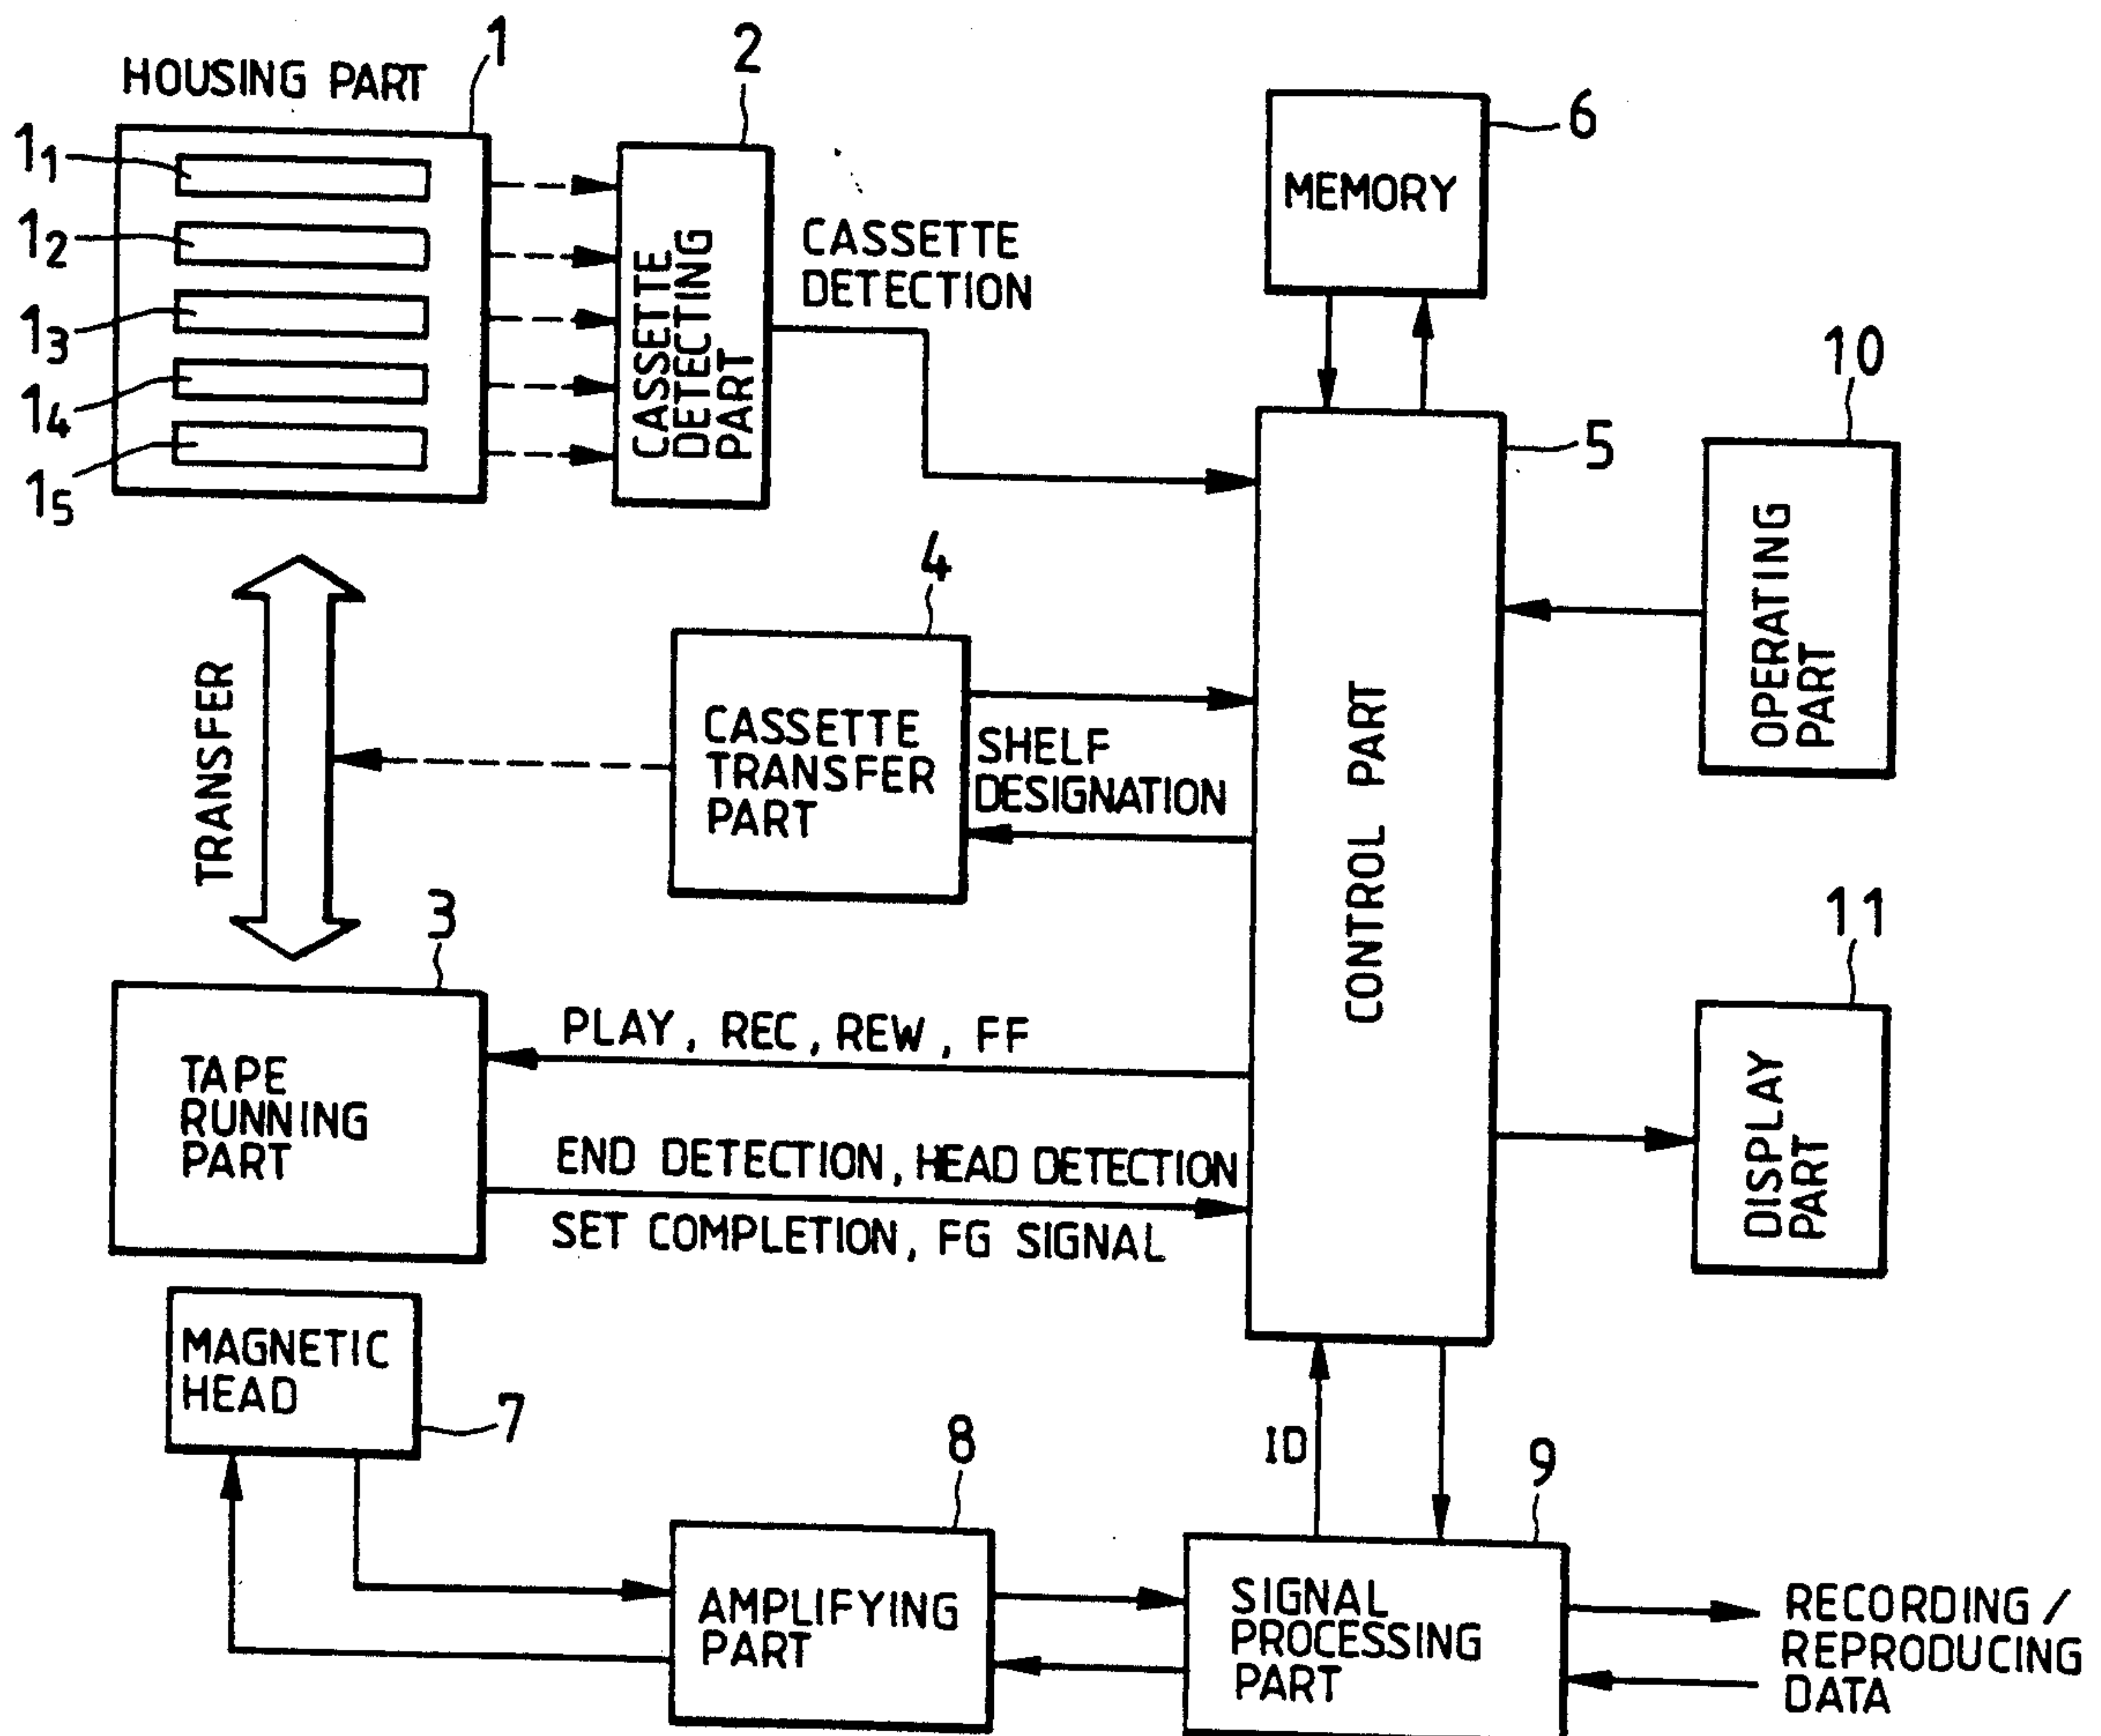 HOUSING PART
1
2
6
1₁
1₂
1₃
1₄
1₅
CASSETTE
DETECTING
PART
CASSETTE
DETECTION
MEMORY
10
5
OPERATING
PART
4
CASSETTE
TRANSFER
PART
SHELF
DESIGNATION
CONTROL PART
TRANSFER
3
11
TAPE
RUNNING
PART
PLAY, REC, REW, FF
END DETECTION, HEAD DETECTION
SET COMPLETION, FG SIGNAL
DISPLAY
PART
MAGNETIC
HEAD
7
8
ID
9
AMPLIFYING
PART
SIGNAL
PROCESSING
PART
RECORDING /
REPRODUCING
DATA